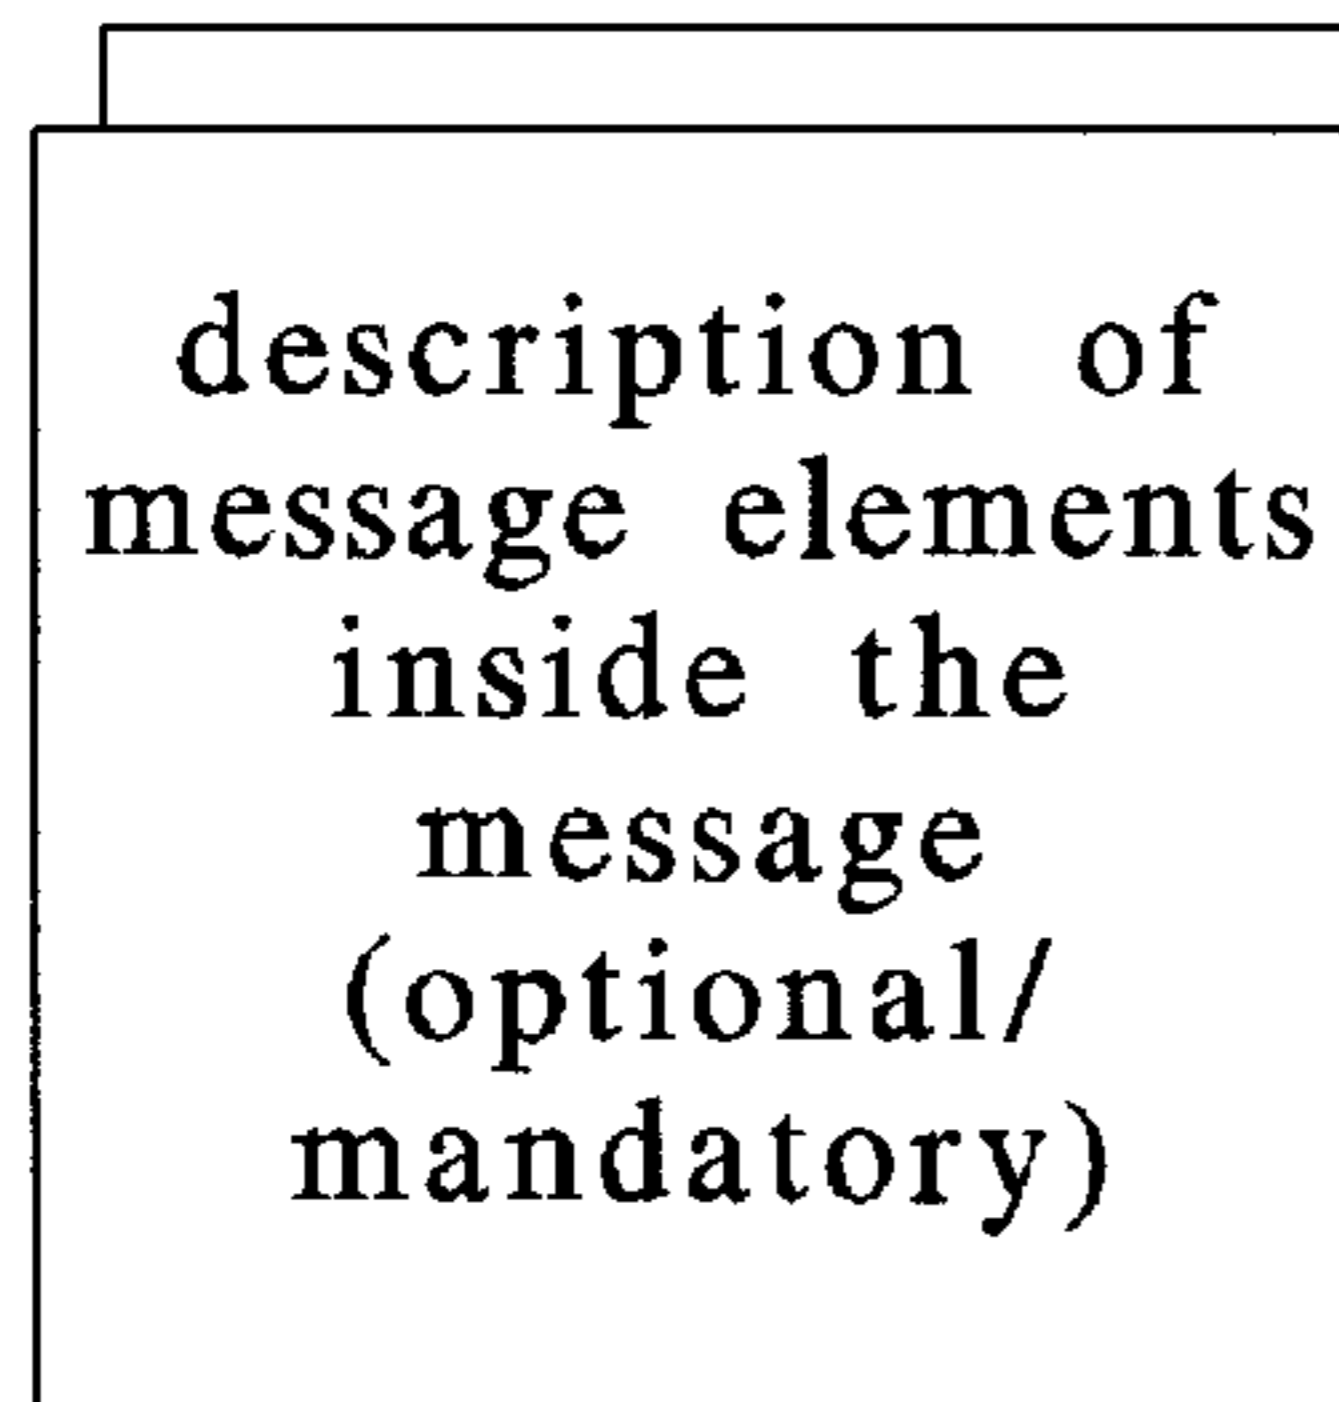 description of
message elements
inside the
message
(optional/
mandatory)